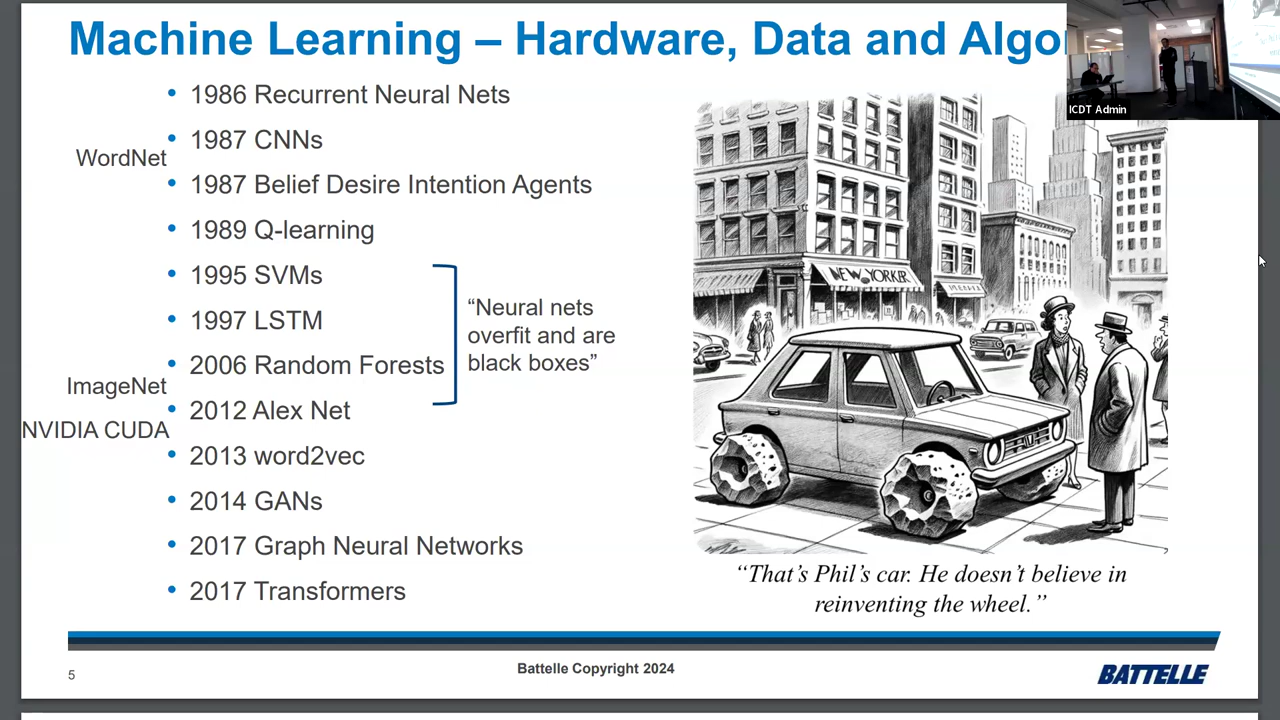 Machine Learning – Hardware, Data and Algo
ICDT Admin
1986 Recurrent Neural Nets
1987 CNNs
WordNet
1987 Belief Desire Intention Agents
1989 Q-learning
1995 SVMs
1997 LSTM
2006 Random Forests
“Neural nets
overfit and are
black boxes”
ImageNet
2012 Alex Net
NVIDIA CUDA
2013 word2vec
2014 GANs
2017 Graph Neural Networks
2017 Transformers
NEW YORKER
“That’s Phil’s car. He doesn’t believe in
reinventing the wheel.”
5
Battelle Copyright 2024
BATTELLE